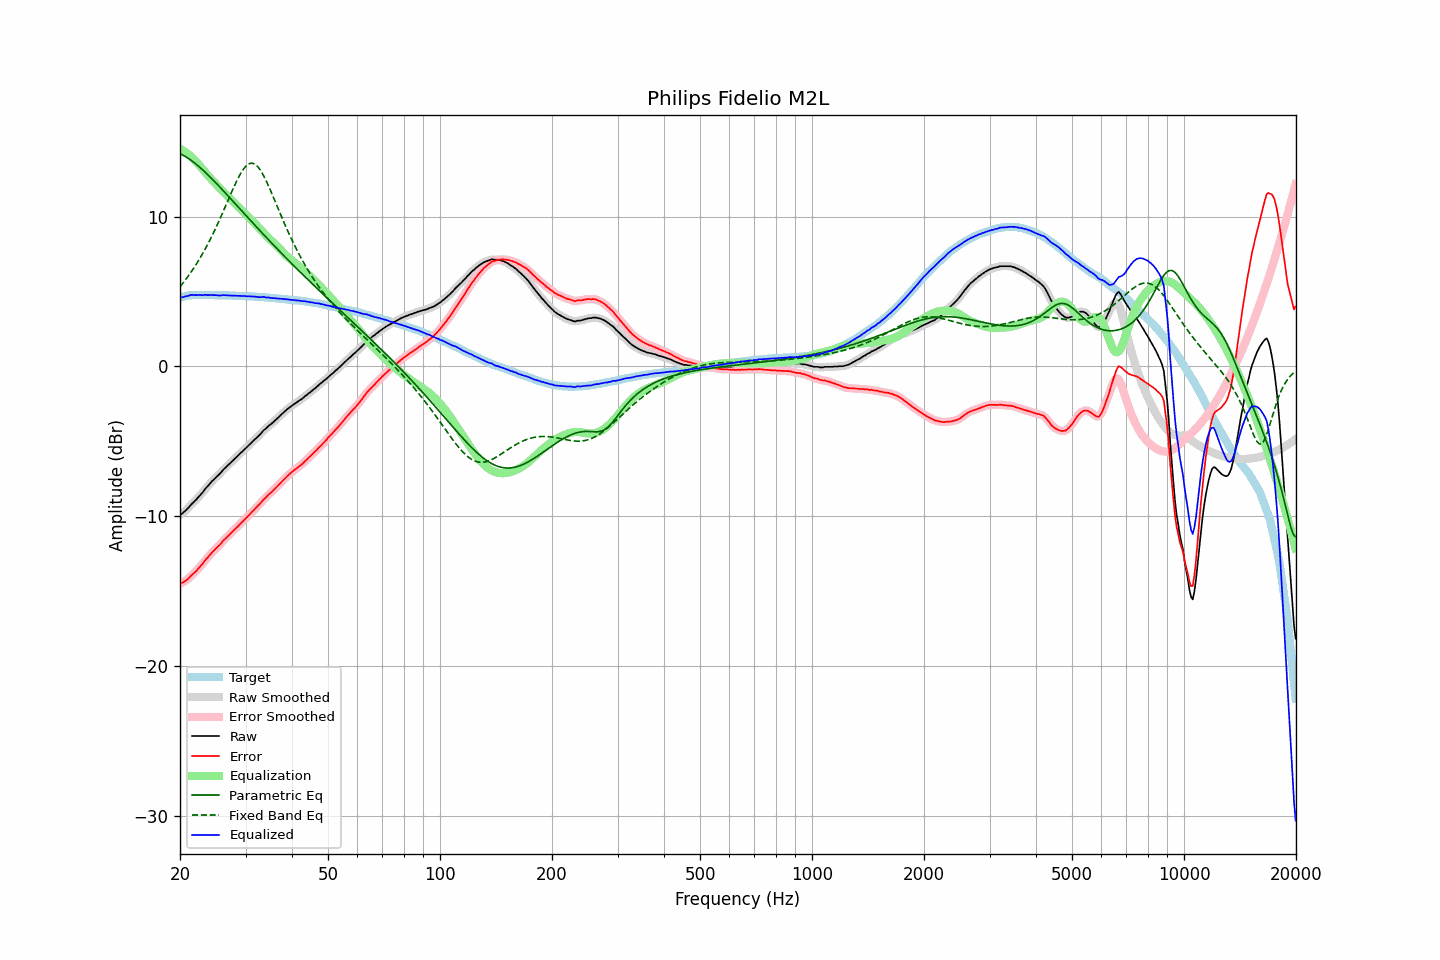 Philips Fidelio M2L
Amplitude (dBr)
10
0
−10
−20
−30
Target
Raw Smoothed
Error Smoothed
Raw
Error
Equalization
Parametric Eq
Fixed Band Eq
Equalized
20 50 100 200 500 1000 2000 5000 10000 20000
Frequency (Hz)